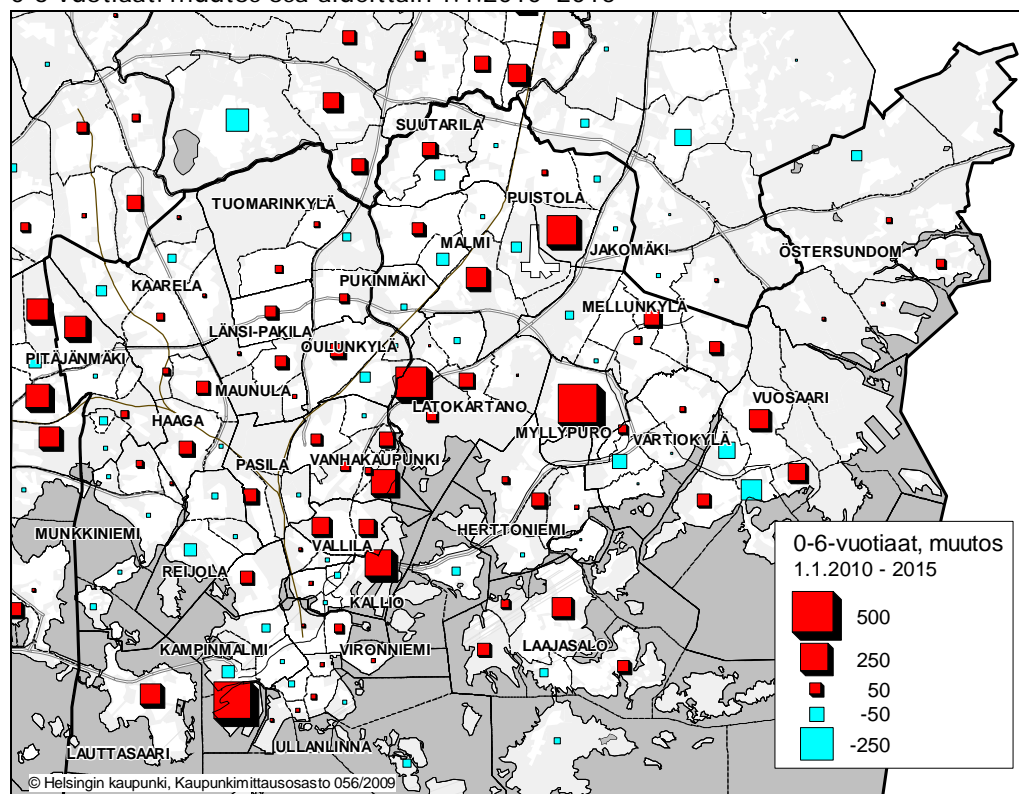 SUUTARILA
PUISTOLA
TUOMARINKYLÄ
MALMI
JAKOMÄKI
ÖSTERSUNDOM
KAARELA
PUKINMÄKI
MELLUNKYLÄ
LÄNSI-PAKILA
OULUNKYLÄ
PITÄJÄNMÄKI
MAUNULA
LATOKARTANO
VUOSAARI
HAAGA
MYLLYPURO
VARTIOKYLÄ
PASILA
VANHAKAUPUNKI
MUNKKINIEMI
HERTTONIEMI
VALLILA
REIJOLA
KALLIO
KAMPINMALMI
VIRONNIEMI
LAAJASALO
LAUTTASAARI
ULLANLINNA
0-6-vuotiaat, muutos
1.1.2010 - 2015
500
250
50
-50
-250
© Helsingin kaupunki, Kaupunkimittausosasto 056/2009